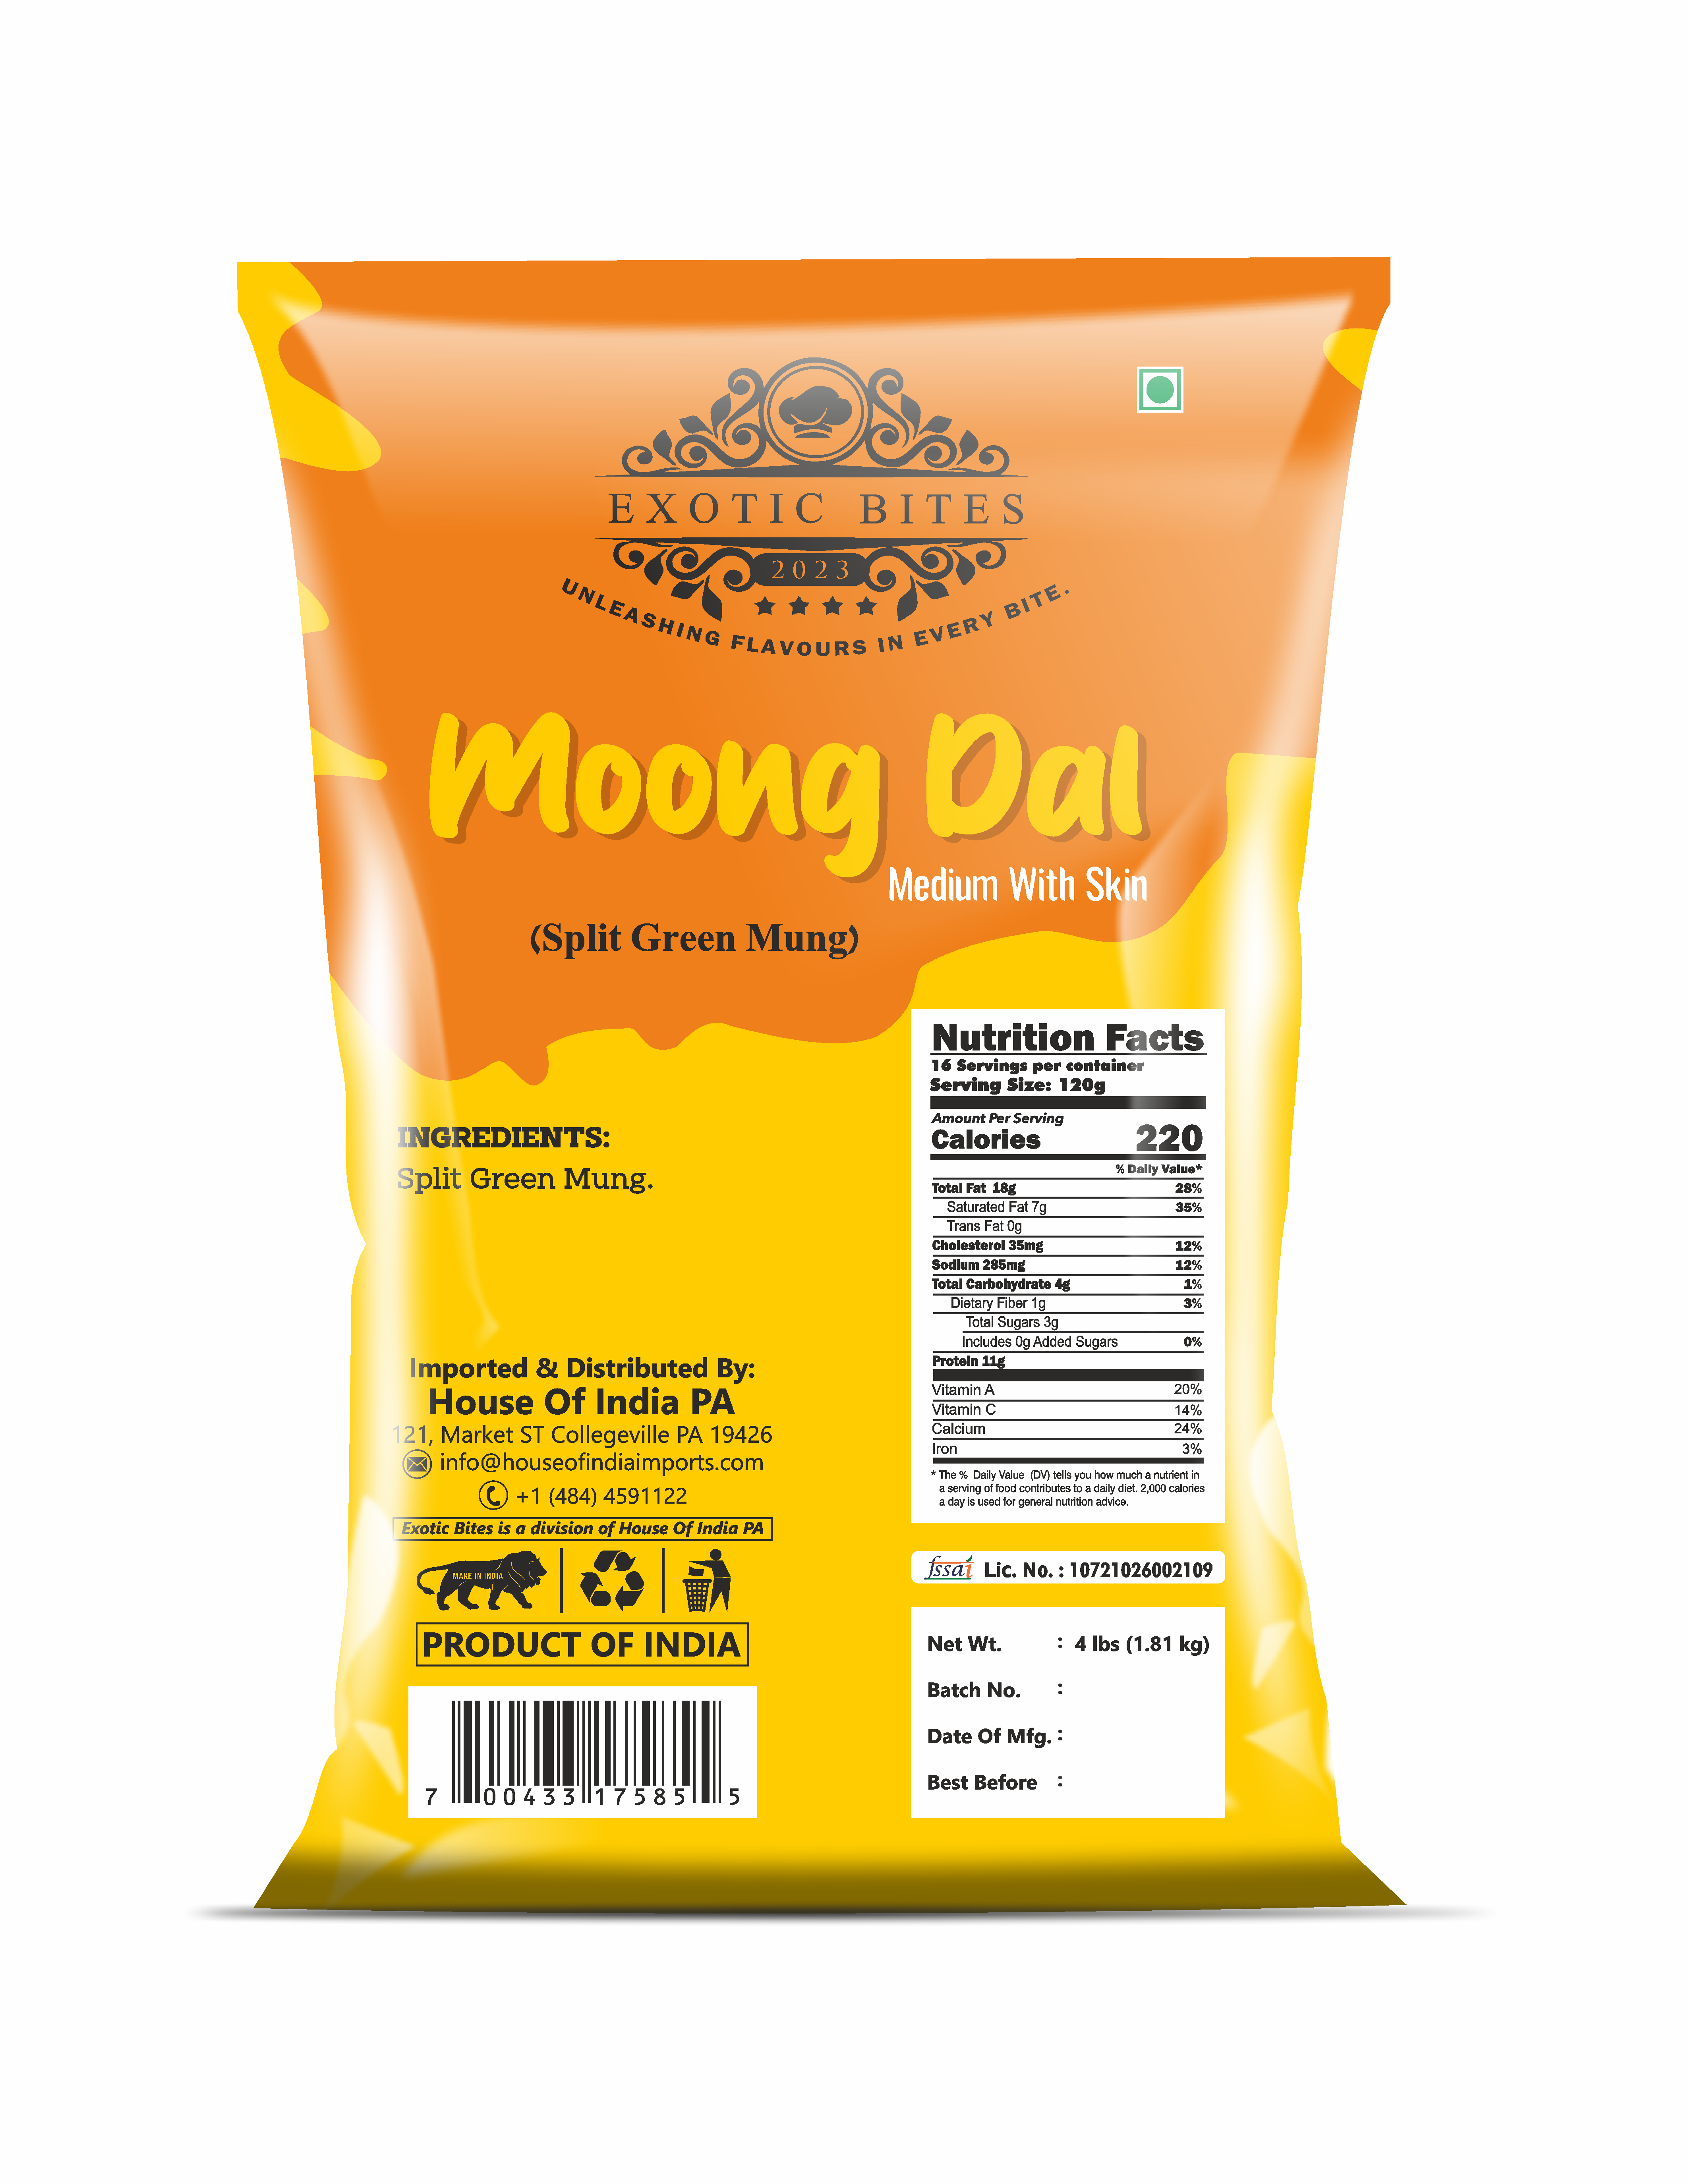 EXOTIC BITES
2023
UNLEASHING FLAVOURS IN EVERY BITE.
Moong Dal
Medium With Skin
(Split Green Mung)
INGREDIENTS:
Split Green Mung.
Imported & Distributed By:
House Of India PA
121, Market ST Collegeville PA 19426
info@houseofindiaimports.com
+1 (484) 4591122
Exotic Bites is a division of House Of India PA
MAKE IN INDIA
PRODUCT OF INDIA
7 00433 17585 5
Nutrition Facts
16 Servings per container
Serving Size: 120g
Amount Per Serving
Calories 220
% Daily Value*
Total Fat 18g 28%
Saturated Fat 7g 35%
Trans Fat 0g
Cholesterol 35mg 12%
Sodium 285mg 12%
Total Carbohydrate 4g 1%
Dietary Fiber 1g 3%
Total Sugars 3g
Includes 0g Added Sugars 0%
Protein 11g
Vitamin A 20%
Vitamin C 14%
Calcium 24%
Iron 3%
* The % Daily Value (DV) tells you how much a nutrient in
a serving of food contributes to a daily diet. 2,000 calories
a day is used for general nutrition advice.
fssai Lic. No. : 10721026002109
Net Wt. : 4 lbs (1.81 kg)
Batch No. :
Date Of Mfg. :
Best Before :